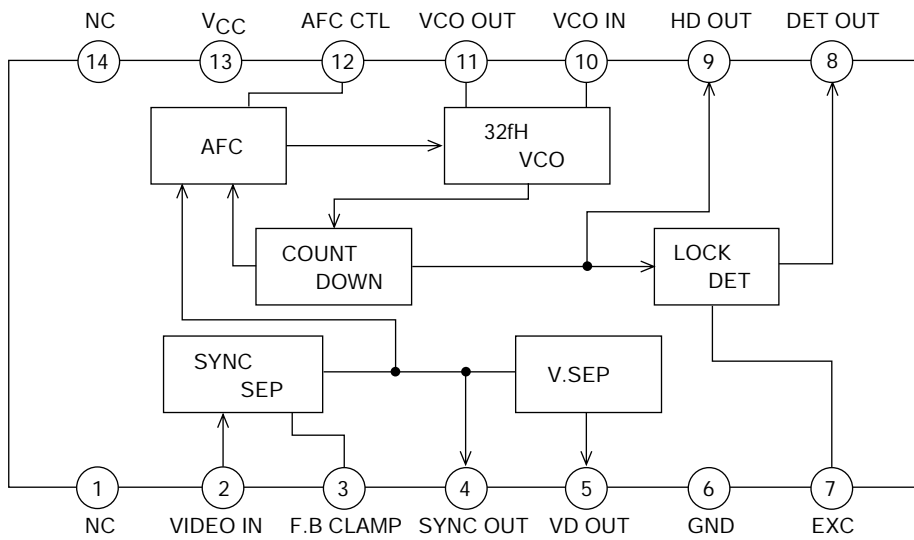 NC VCC AFC CTL VCO OUT VCO IN HD OUT DET OUT
14 13 12 11 10 9 8
AFC
32fH
VCO
COUNT
DOWN
LOCK
DET
SYNC
SEP
V.SEP
1 2 3 4 5 6 7
NC VIDEO IN F.B CLAMP SYNC OUT VD OUT GND EXC